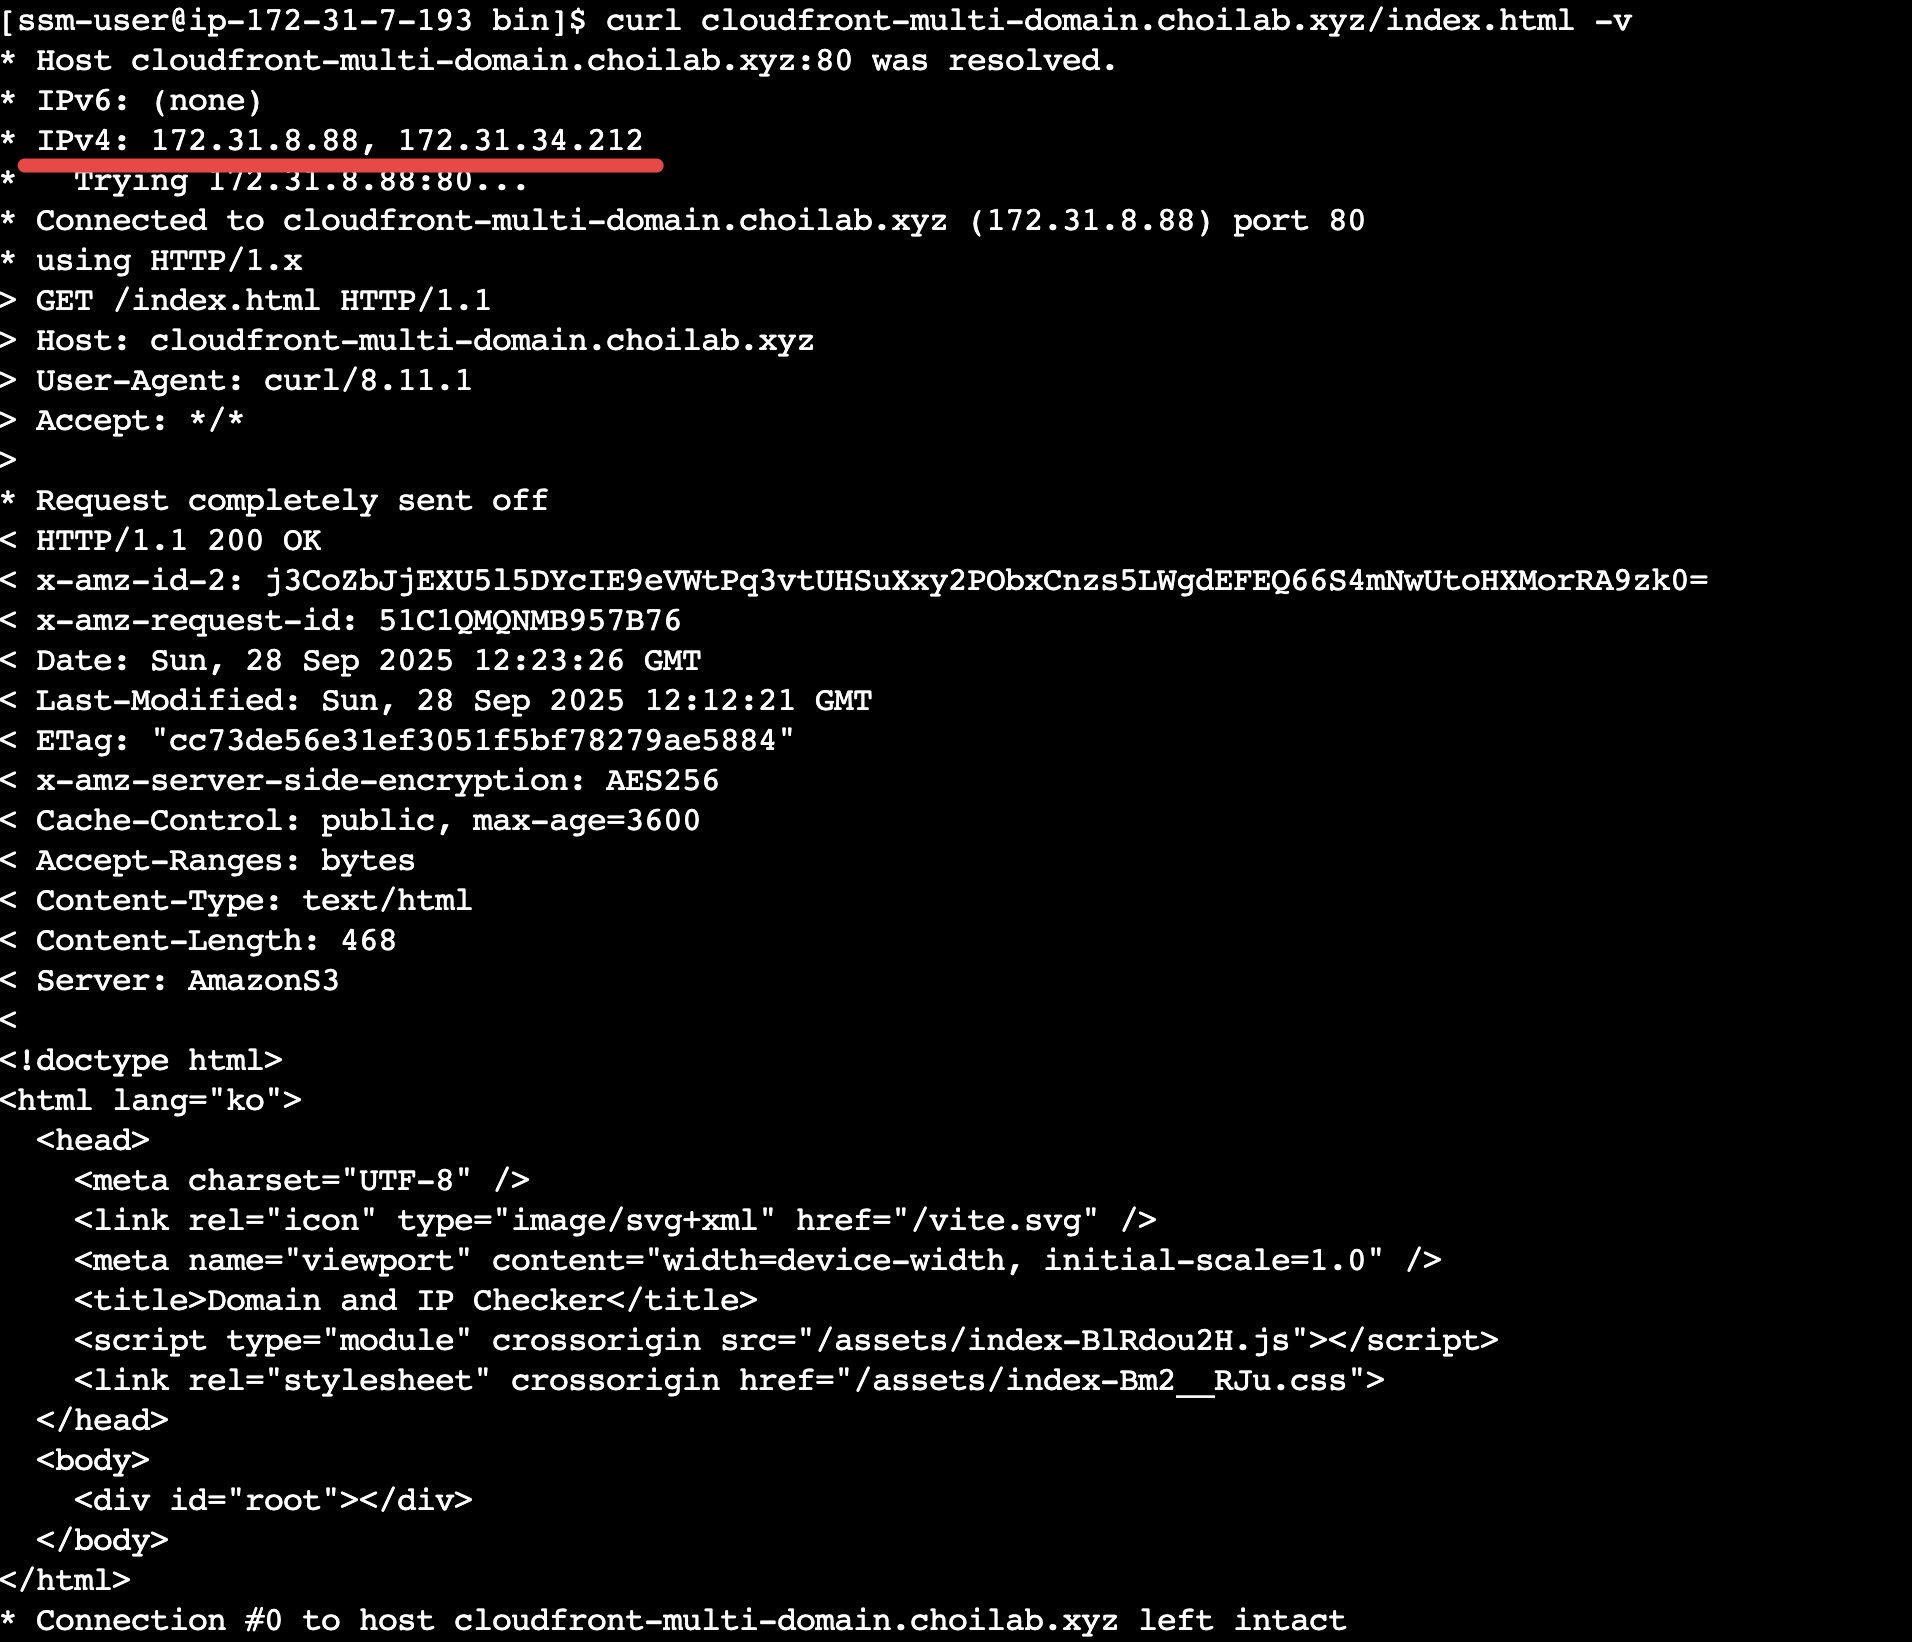 [ssm-user@ip-172-31-7-193 bin]$ curl cloudfront-multi-domain.choilab.xyz/index.html -v
* Host cloudfront-multi-domain.choilab.xyz:80 was resolved.
* IPv6: (none)
* IPv4: 172.31.8.88, 172.31.34.212
*   Trying 172.31.8.88:80...
* Connected to cloudfront-multi-domain.choilab.xyz (172.31.8.88) port 80
* using HTTP/1.x
> GET /index.html HTTP/1.1
> Host: cloudfront-multi-domain.choilab.xyz
> User-Agent: curl/8.11.1
> Accept: */*
>
* Request completely sent off
< HTTP/1.1 200 OK
< x-amz-id-2: j3CoZbJjEXU5l5DYcIE9eVWtPq3vtUHSuXxy2PObxCnzs5LWgdEFEQ66S4mNwUtoHXMorRA9zk0=
< x-amz-request-id: 51C1QMQNMB957B76
< Date: Sun, 28 Sep 2025 12:23:26 GMT
< Last-Modified: Sun, 28 Sep 2025 12:12:21 GMT
< ETag: "cc73de56e31ef3051f5bf78279ae5884"
< x-amz-server-side-encryption: AES256
< Cache-Control: public, max-age=3600
< Accept-Ranges: bytes
< Content-Type: text/html
< Content-Length: 468
< Server: AmazonS3
<
<!doctype html>
<html lang="ko">
  <head>
    <meta charset="UTF-8" />
    <link rel="icon" type="image/svg+xml" href="/vite.svg" />
    <meta name="viewport" content="width=device-width, initial-scale=1.0" />
    <title>Domain and IP Checker</title>
    <script type="module" crossorigin src="/assets/index-BlRdou2H.js"></script>
    <link rel="stylesheet" crossorigin href="/assets/index-Bm2__RJu.css">
  </head>
  <body>
    <div id="root"></div>
  </body>
</html>
* Connection #0 to host cloudfront-multi-domain.choilab.xyz left intact